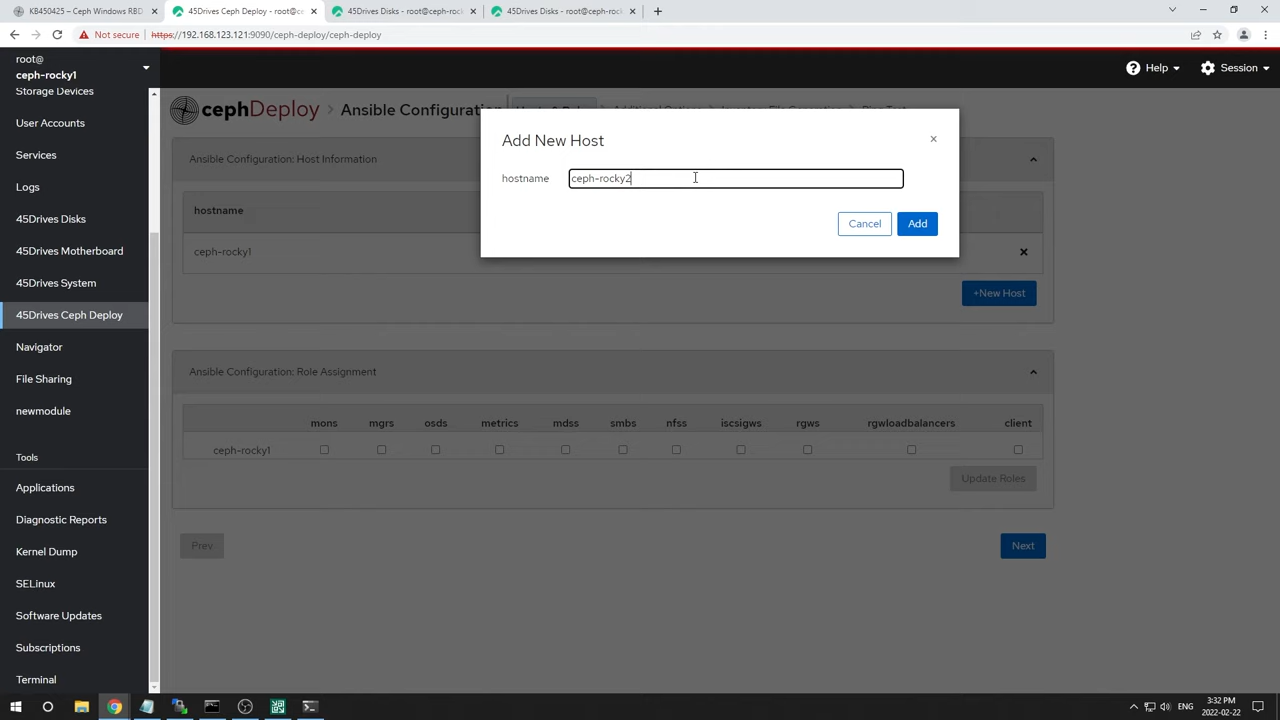 KB450425 – Ceph Windows RBD
45Drives Ceph Deploy - root@ce
45Drives Disks - root@ceph-rock
45Drives Disks - root@ceph-rock
Not secure
https://192.168.123.121:9090/ceph-deploy/ceph-deploy
root@
ceph-rocky1
Help
Session
Storage Devices
User Accounts
Services
Logs
45Drives Disks
45Drives Motherboard
45Drives System
45Drives Ceph Deploy
Navigator
File Sharing
newmodule
Tools
Applications
Diagnostic Reports
Kernel Dump
SELinux
Software Updates
Subscriptions
Terminal
cephDeploy
Ansible Configuration
Add New Host
hostname
ceph-rocky2
Cancel
Add
Ansible Configuration: Host Information
hostname
ceph-rocky1
+New Host
Ansible Configuration: Role Assignment
mons mgrs osds metrics mdss smbs nfss iscsigws rgws rgwloadbalancers client
ceph-rocky1
Update Roles
Prev
Next
ENG
3:32 PM
2022-02-22